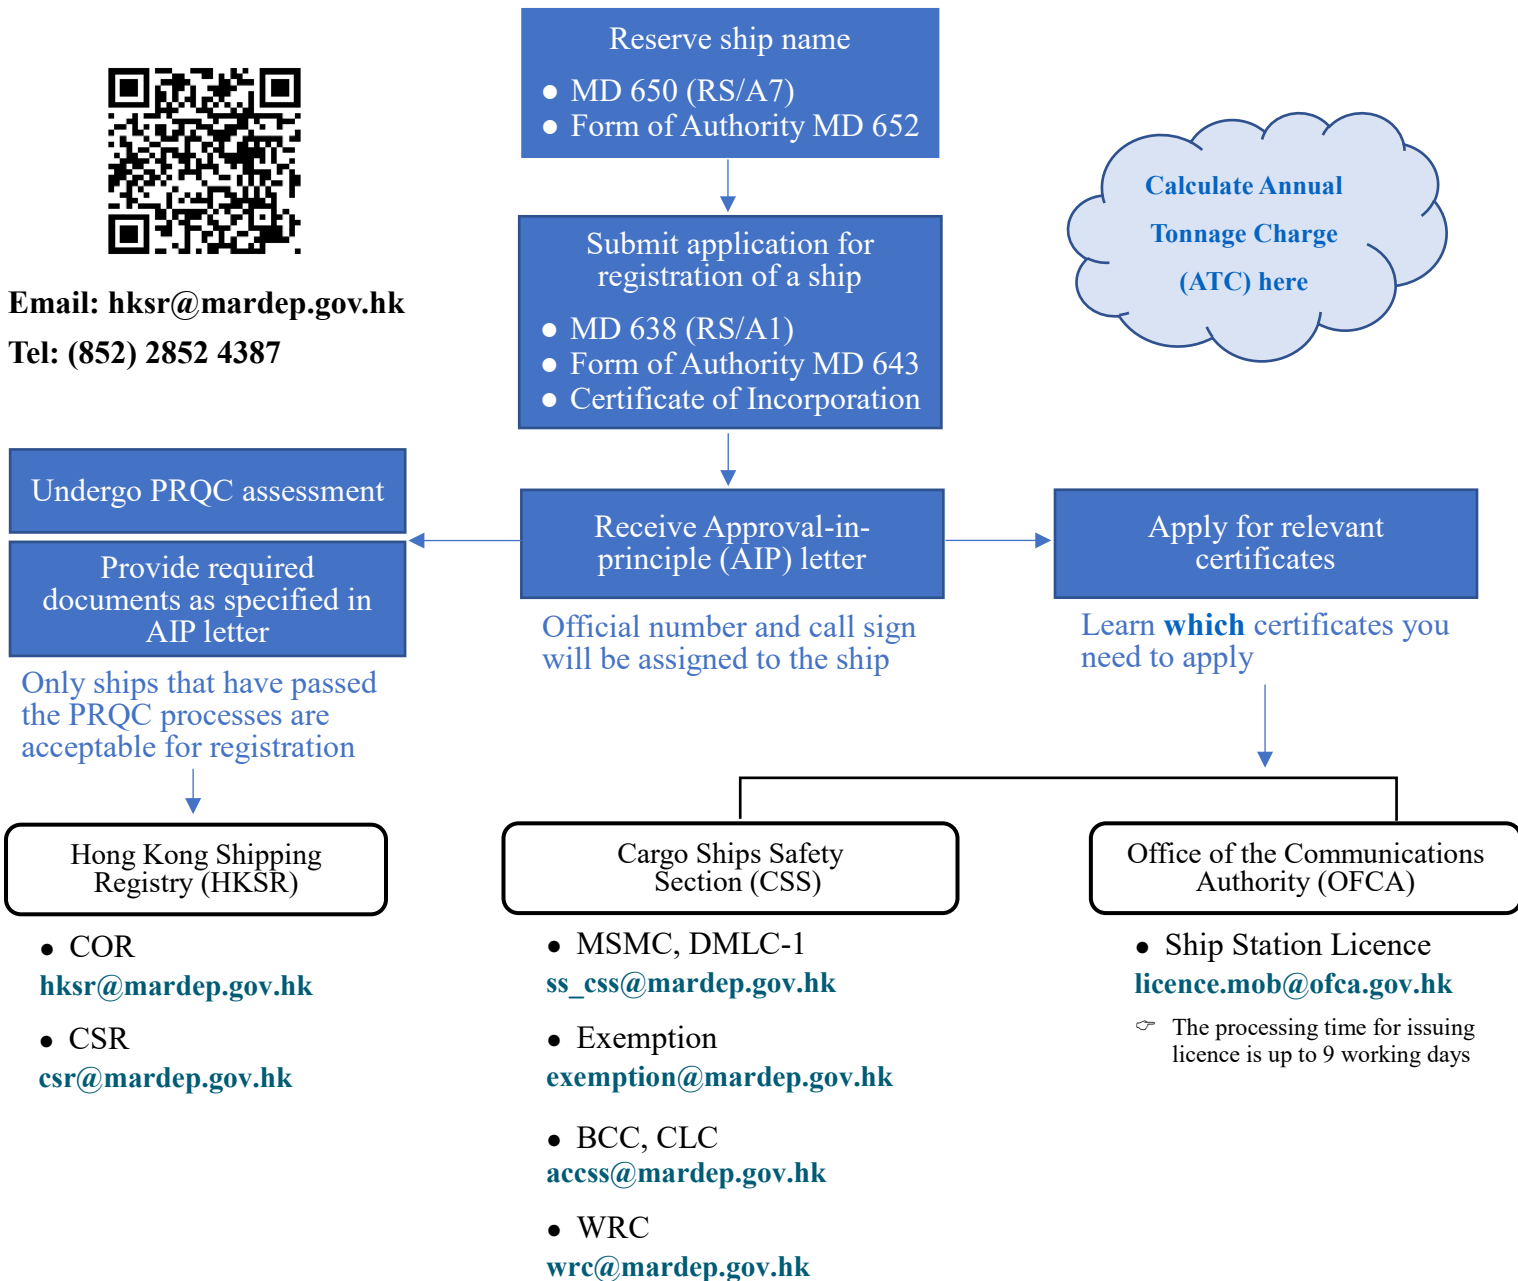 Reserve ship name
● MD 650 (RS/A7)
● Form of Authority MD 652
Email: hksr@mardep.gov.hk
Tel: (852) 2852 4387
Calculate Annual
Tonnage Charge
(ATC) here
Submit application for
registration of a ship
● MD 638 (RS/A1)
● Form of Authority MD 643
● Certificate of Incorporation
Undergo PRQC assessment
Provide required
documents as specified in
AIP letter
Only ships that have passed
the PRQC processes are
acceptable for registration
Receive Approval-in-
principle (AIP) letter
Official number and call sign
will be assigned to the ship
Apply for relevant
certificates
Learn which certificates you
need to apply
Hong Kong Shipping
Registry (HKSR)
● COR
hksr@mardep.gov.hk
● CSR
csr@mardep.gov.hk
Cargo Ships Safety
Section (CSS)
● MSMC, DMLC-1
ss_css@mardep.gov.hk
● Exemption
exemption@mardep.gov.hk
● BCC, CLC
accss@mardep.gov.hk
● WRC
wrc@mardep.gov.hk
Office of the Communications
Authority (OFCA)
● Ship Station Licence
licence.mob@ofca.gov.hk
☞ The processing time for issuing
licence is up to 9 working days